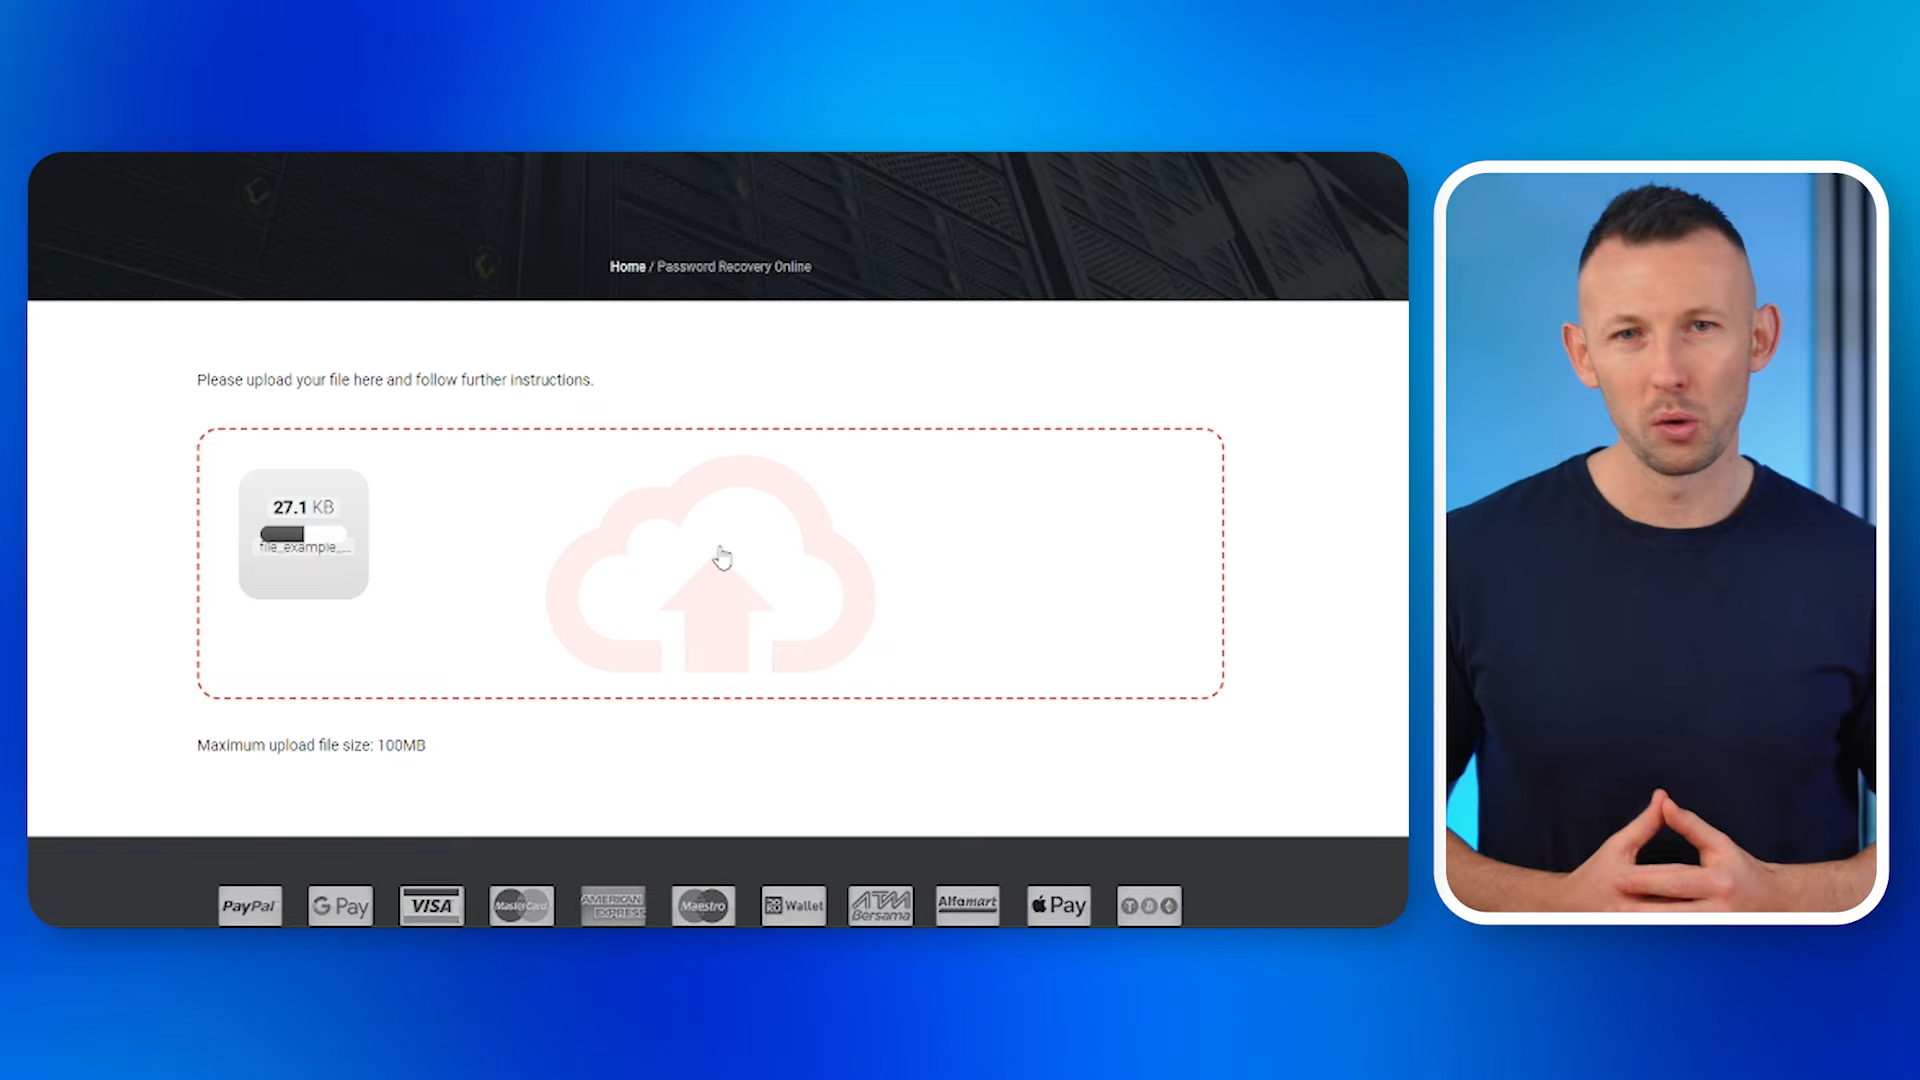 Home / Password Recovery Online
Please upload your file here and follow further instructions.
27.1 KB
file_example_...
Maximum upload file size: 100MB
PayPal
G Pay
VISA
MasterCard
AMERICAN EXPRESS
Maestro
Wallet
ATM Bersama
Alfamart
Pay